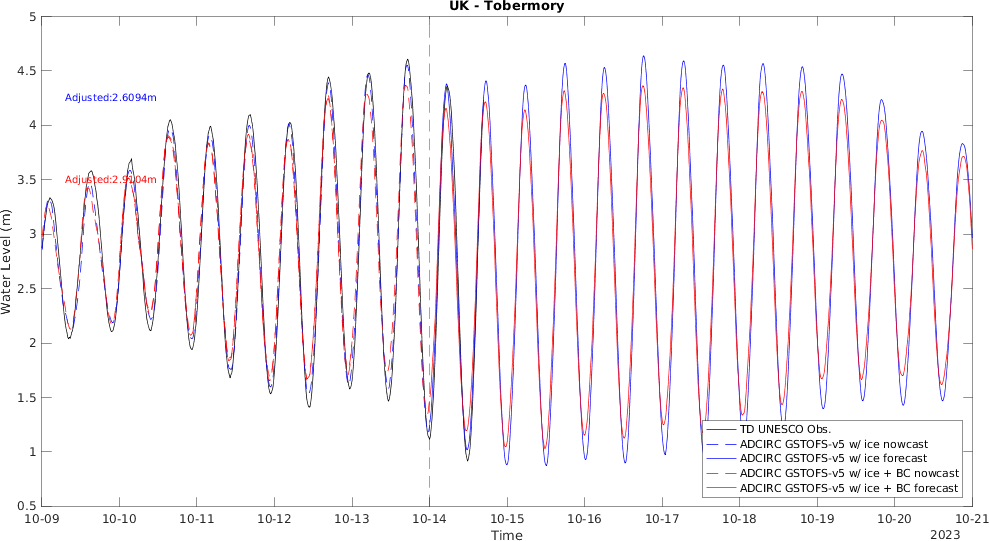 UK - Tobermory
5
4.5
4
3.5
3
2.5
2
1.5
1
0.5
Water Level (m)
Adjusted:2.6094m
Adjusted:2.9104m
TD UNESCO Obs.
ADCIRC GSTOFS-v5 w/ ice nowcast
ADCIRC GSTOFS-v5 w/ ice forecast
ADCIRC GSTOFS-v5 w/ ice + BC nowcast
ADCIRC GSTOFS-v5 w/ ice + BC forecast
10-09 10-10 10-11 10-12 10-13 10-14 10-15 10-16 10-17 10-18 10-19 10-20 10-21
Time
2023